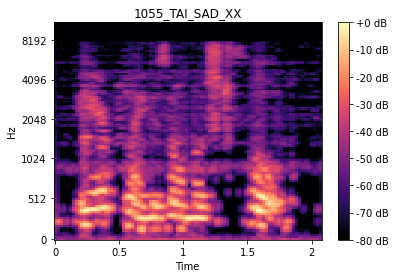 1055_TAI_SAD_XX
8192
4096
2048
1024
512
0
Hz
0
0.5
1
1.5
2
Time
+0 dB
-10 dB
-20 dB
-30 dB
-40 dB
-50 dB
-60 dB
-70 dB
-80 dB